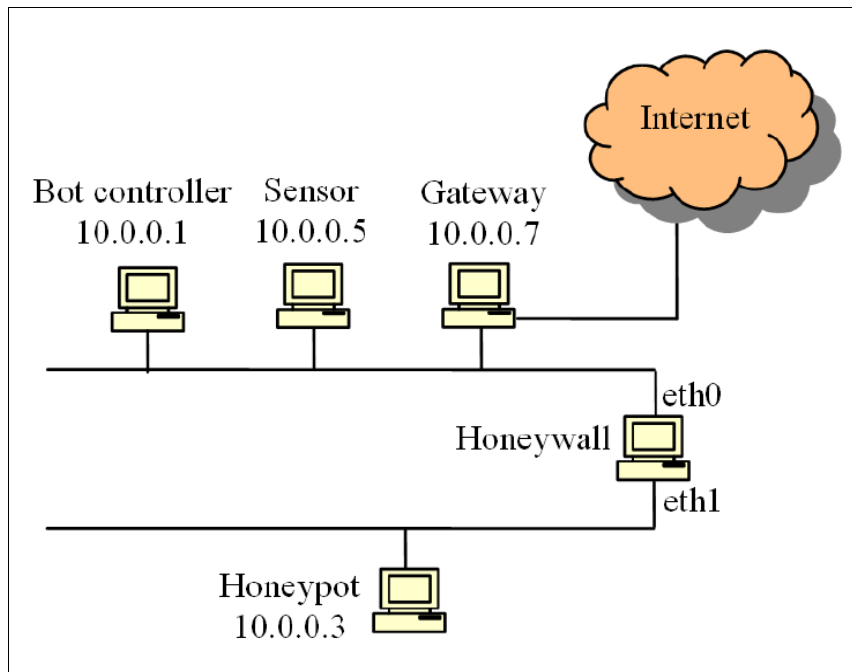 Internet
Bot controller
10.0.0.1
Sensor
10.0.0.5
Gateway
10.0.0.7
eth0
Honeywall
eth1
Honeypot
10.0.0.3